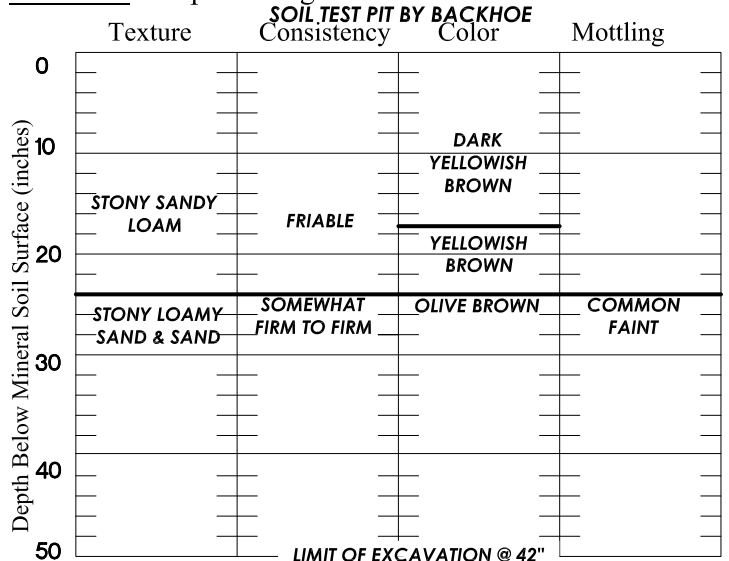 SOIL TEST PIT BY BACKHOE
Texture Consistency Color Mottling
Depth Below Mineral Soil Surface (inches)
0
10
20
30
40
50
STONY SANDY
LOAM
FRIABLE
DARK
YELLOWISH
BROWN
YELLOWISH
BROWN
STONY LOAMY
SAND & SAND
SOMEWHAT
FIRM TO FIRM
OLIVE BROWN
COMMON
FAINT
LIMIT OF EXCAVATION @ 42"